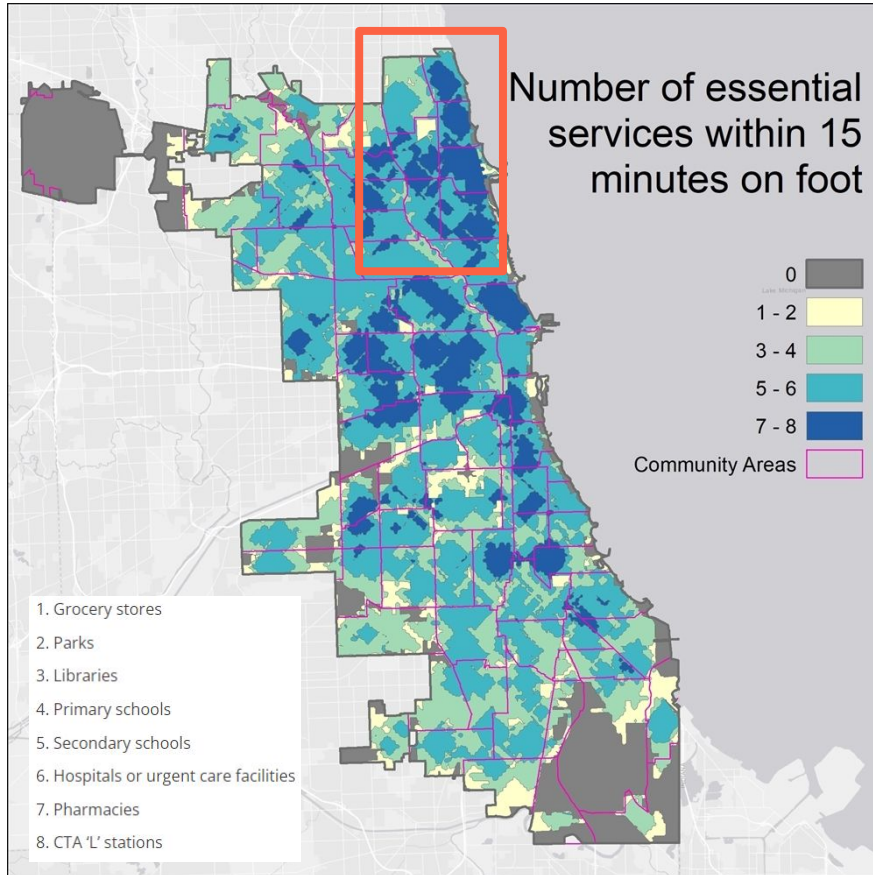 Number of essential
services within 15
minutes on foot
0
Lake Michigan
1 - 2
3 - 4
5 - 6
7 - 8
Community Areas
1. Grocery stores
2. Parks
3. Libraries
4. Primary schools
5. Secondary schools
6. Hospitals or urgent care facilities
7. Pharmacies
8. CTA ‘L’ stations